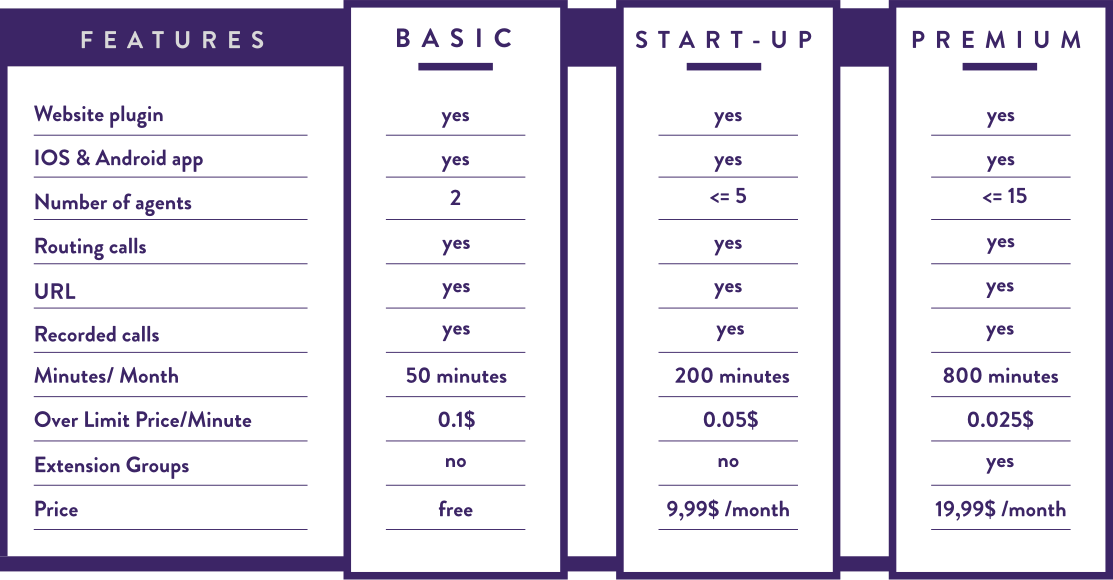 FEATURES BASIC START-UP PREMIUM
Website plugin yes yes yes
IOS & Android app yes yes yes
Number of agents 2 <= 5 <= 15
Routing calls yes yes yes
URL yes yes yes
Recorded calls yes yes yes
Minutes/ Month 50 minutes 200 minutes 800 minutes
Over Limit Price/Minute 0.1$ 0.05$ 0.025$
Extension Groups no no yes
Price free 9,99$ /month 19,99$ /month